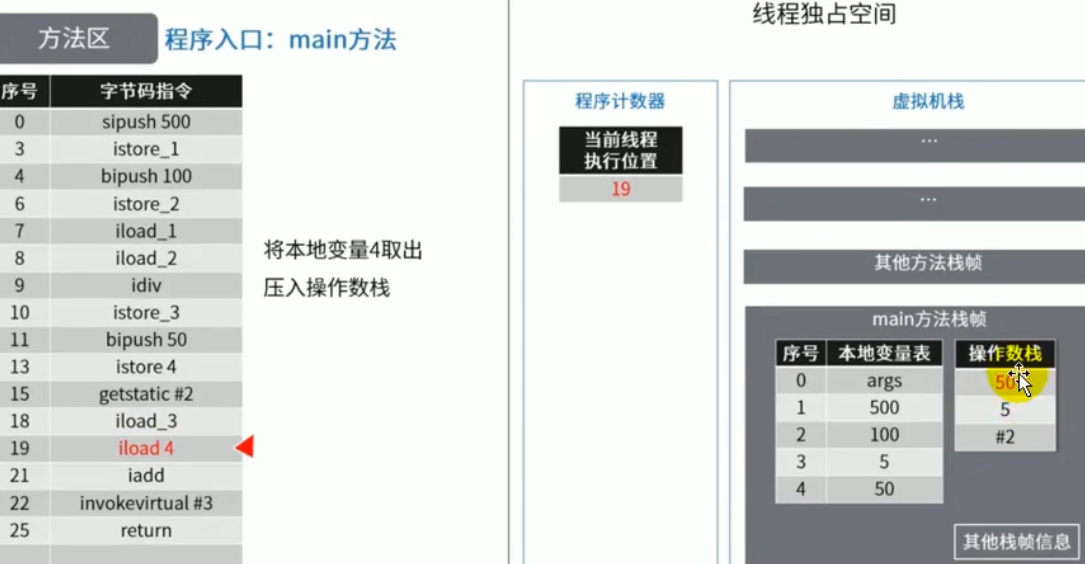 方法区
程序入口：main方法
序号 字节码指令
0 sipush 500
3 istore_1
4 bipush 100
6 istore_2
7 iload_1
8 iload_2
9 idiv
10 istore_3
11 bipush 50
13 istore 4
15 getstatic #2
18 iload_3
19 iload 4
21 iadd
22 invokevirtual #3
25 return
将本地变量4取出
压入操作数栈
线程独占空间
程序计数器
当前线程
执行位置
19
虚拟机栈
...
...
其他方法栈帧
main方法栈帧
序号 本地变量表
0 args
1 500
2 100
3 5
4 50
操作数栈
50
5
#2
其他栈帧信息